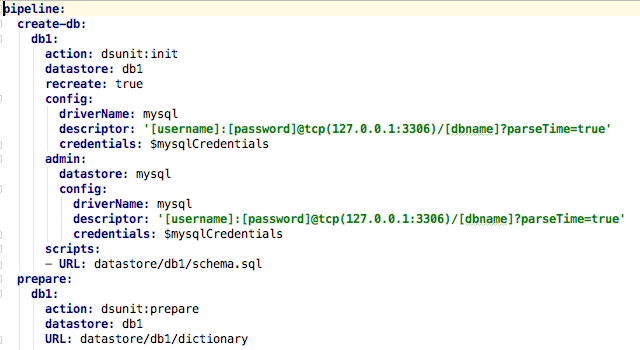 pipeline:
  create-db:
    db1:
      action: dsunit:init
      datastore: db1
      recreate: true
      config:
        driverName: mysql
        descriptor: '[username]:[password]@tcp(127.0.0.1:3306)/[dbname]?parseTime=true'
        credentials: $mysqlCredentials
      admin:
        datastore: mysql
        config:
          driverName: mysql
          descriptor: '[username]:[password]@tcp(127.0.0.1:3306)/[dbname]?parseTime=true'
          credentials: $mysqlCredentials
      scripts:
      - URL: datastore/db1/schema.sql
  prepare:
    db1:
      action: dsunit:prepare
      datastore: db1
      URL: datastore/db1/dictionary